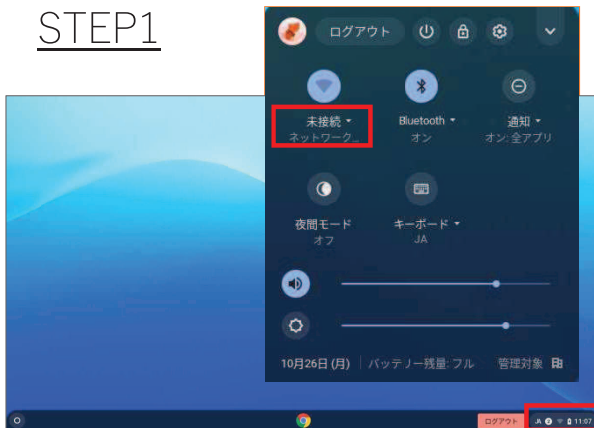 STEP1
ログアウト
未接続
ネットワーク...
Bluetooth
オン
通知
オン: 全アプリ
夜間モード
オフ
キーボード
JA
10月26日 (月)
バッテリー残量: フル
管理対象
ログアウト
JA 2 11:07